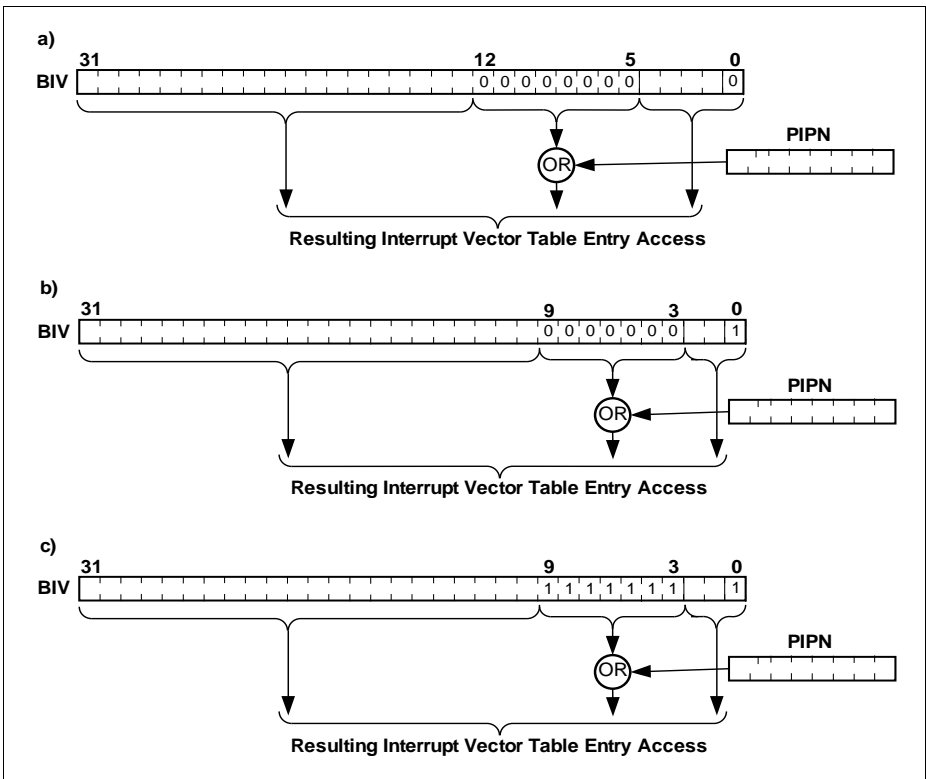 a)
31 12 5 0
BIV 0 0 0 0 0 0 0 0 0
PIPN
OR
Resulting Interrupt Vector Table Entry Access
b)
31 9 3 0
BIV 0 0 0 0 0 0 0 1
PIPN
OR
Resulting Interrupt Vector Table Entry Access
c)
31 9 3 0
BIV 1 1 1 1 1 1 1 1
PIPN
OR
Resulting Interrupt Vector Table Entry Access